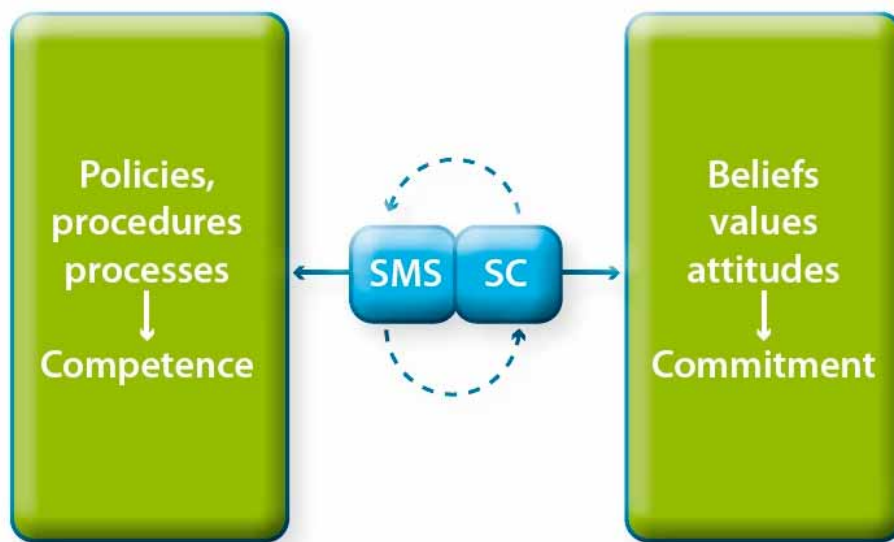 Policies,
procedures
processes
Competence
SMS
SC
Beliefs
values
attitudes
Commitment